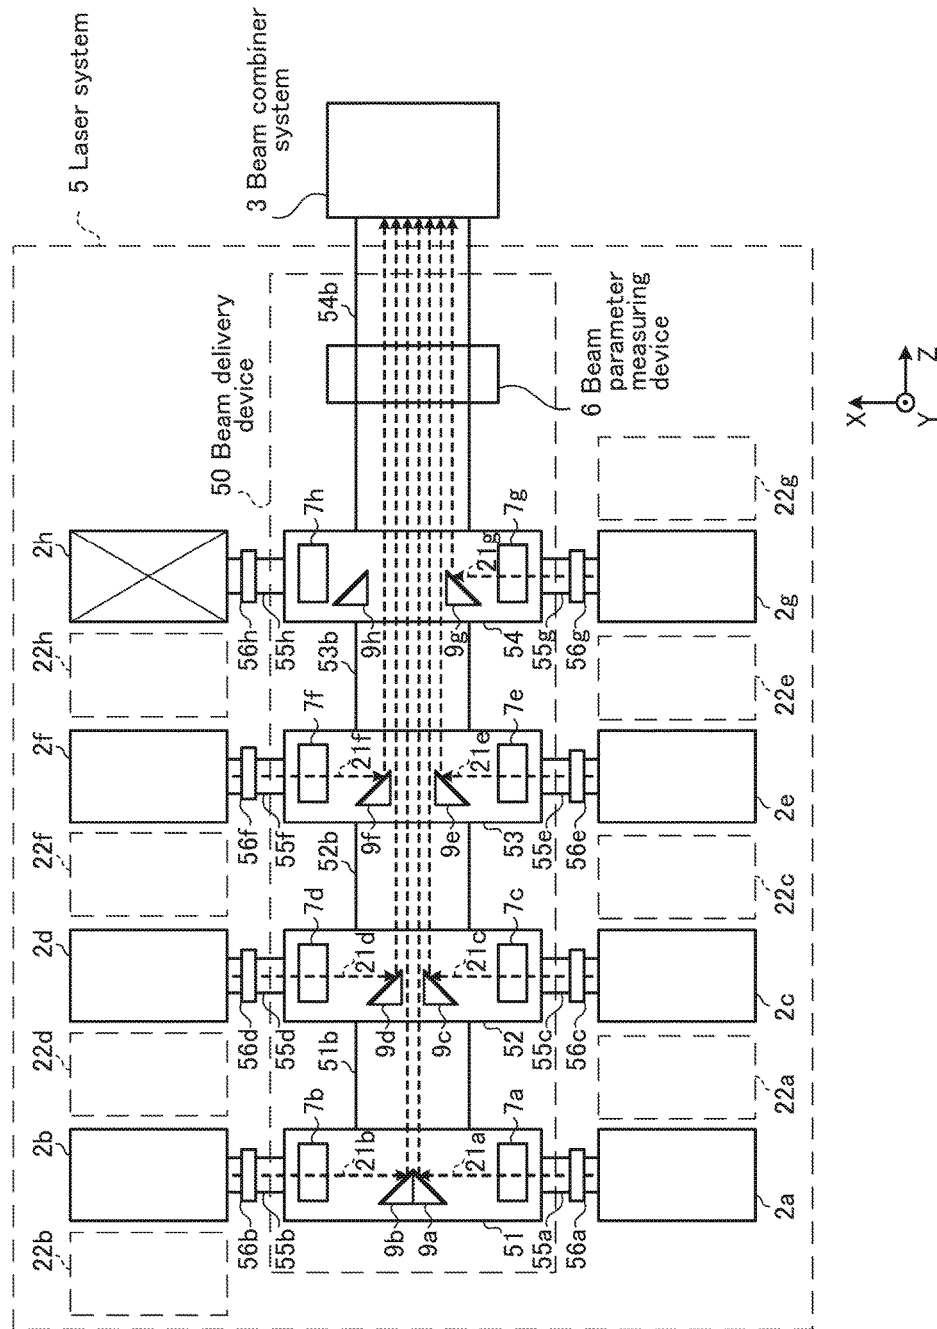 5 Laser system
3 Beam combiner
system
50 Beam delivery
device
54b
6 Beam
parameter
measuring
device
X
Y
Z
2h
22h
2f
22f
2d
22d
2b
22b
56h
55h
53b
56f
55f
52b
56d
55d
51b
56b
55b
7h
7g
9h
21g
9g
54
55g
56g
22g
2g
7f
21f
7e
21e
9f
9e
53
55e
56e
22e
2e
7d
21d
7c
21c
9d
9c
52
55c
56c
22c
2c
7b
21b
7a
21a
9b
9a
51
55a
56a
22a
2a